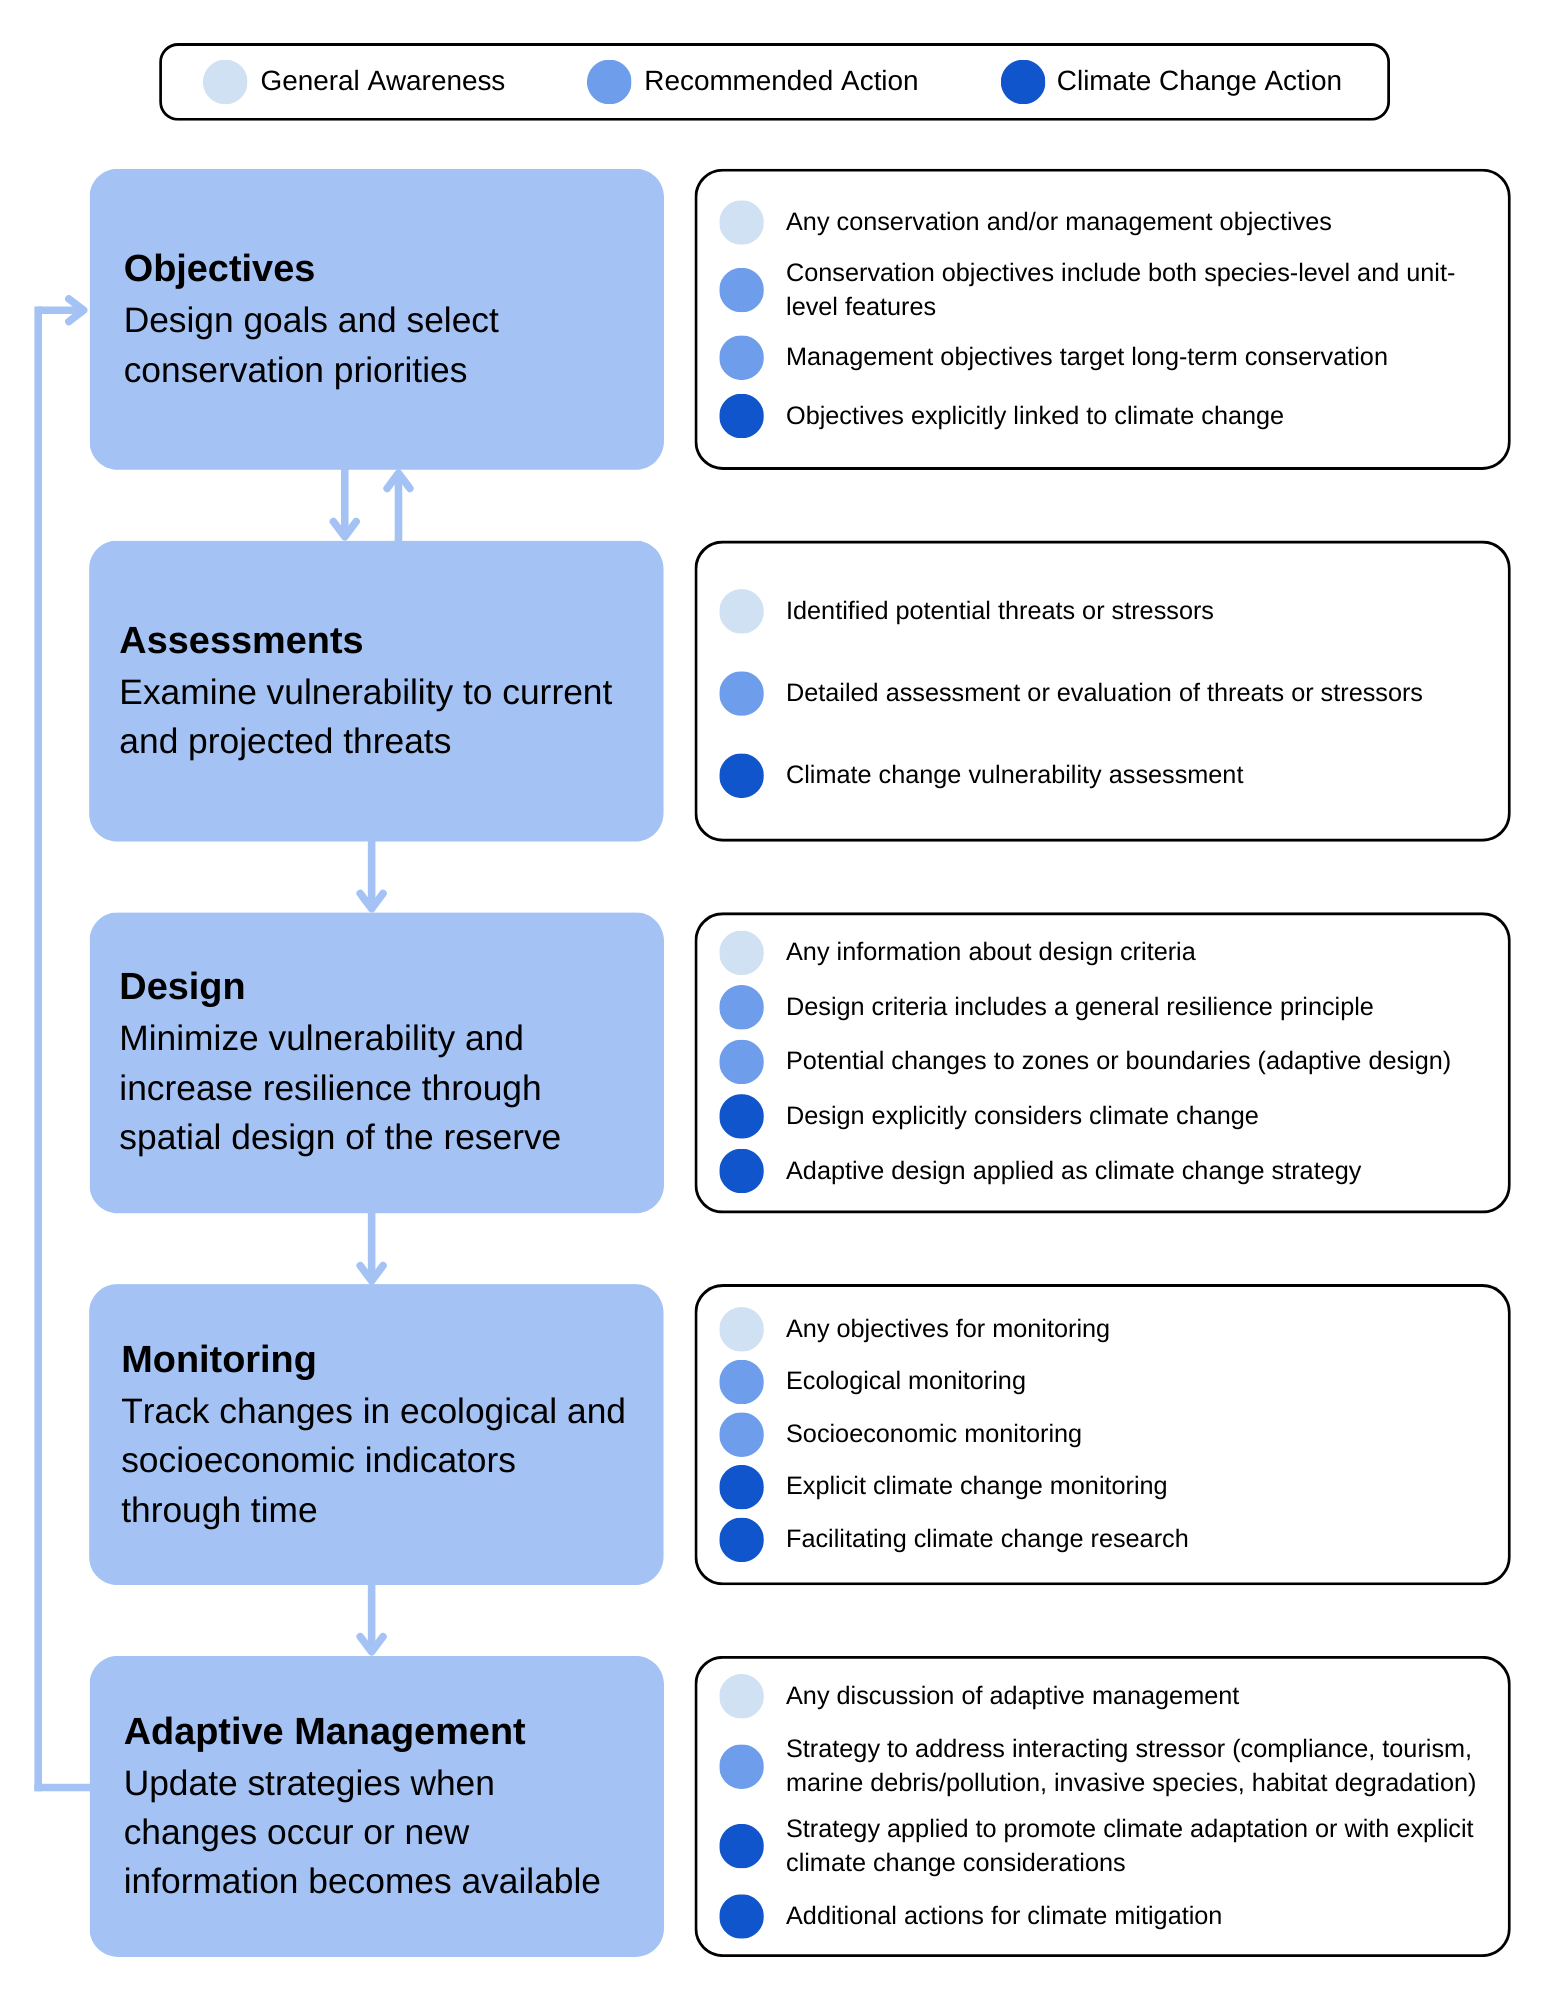 General Awareness
Recommended Action
Climate Change Action
Objectives
Design goals and select
conservation priorities
Any conservation and/or management objectives
Conservation objectives include both species-level and unit-
level features
Management objectives target long-term conservation
Objectives explicitly linked to climate change
Assessments
Examine vulnerability to current
and projected threats
Identified potential threats or stressors
Detailed assessment or evaluation of threats or stressors
Climate change vulnerability assessment
Design
Minimize vulnerability and
increase resilience through
spatial design of the reserve
Any information about design criteria
Design criteria includes a general resilience principle
Potential changes to zones or boundaries (adaptive design)
Design explicitly considers climate change
Adaptive design applied as climate change strategy
Monitoring
Track changes in ecological and
socioeconomic indicators
through time
Any objectives for monitoring
Ecological monitoring
Socioeconomic monitoring
Explicit climate change monitoring
Facilitating climate change research
Adaptive Management
Update strategies when
changes occur or new
information becomes available
Any discussion of adaptive management
Strategy to address interacting stressor (compliance, tourism,
marine debris/pollution, invasive species, habitat degradation)
Strategy applied to promote climate adaptation or with explicit
climate change considerations
Additional actions for climate mitigation